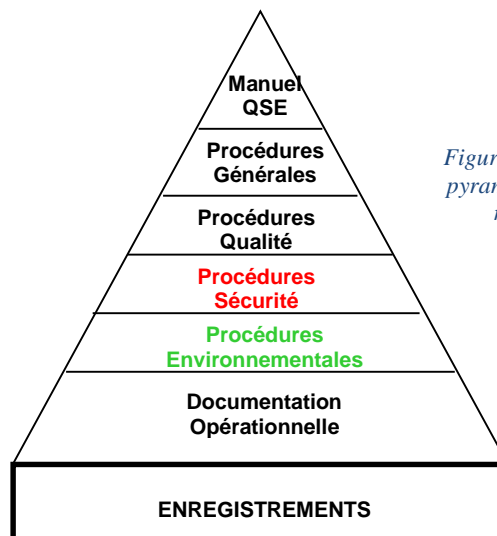 Manuel
QSE
Procédures
Générales
Procédures
Qualité
Procédures
Sécurité
Procédures
Environnementales
Documentation
Opérationnelle
ENREGISTREMENTS